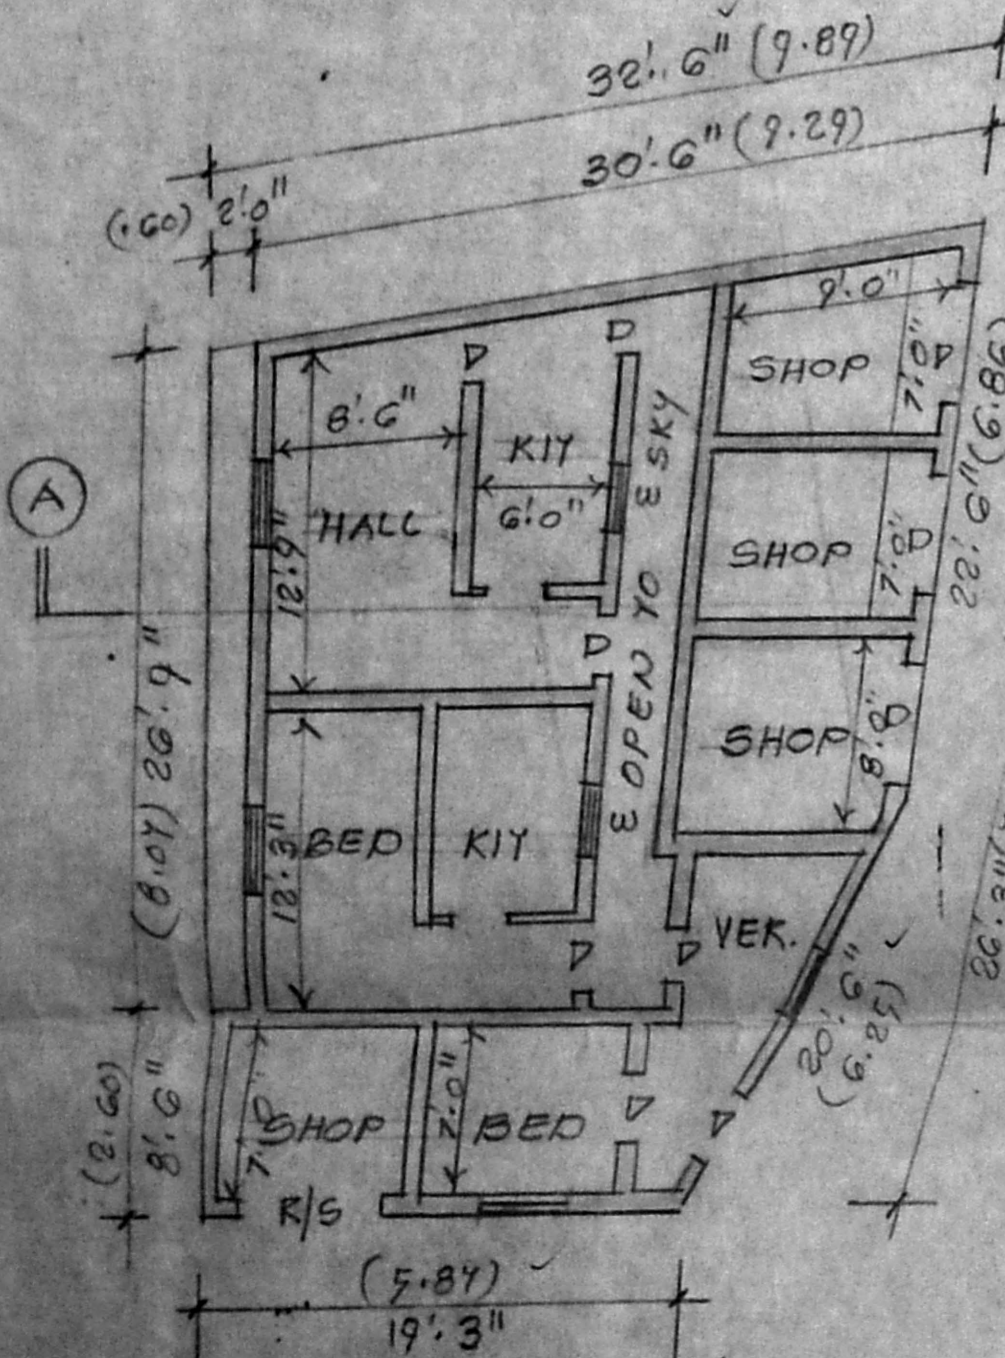 32'.6" (9.89)
30'.6" (9.29)
(.60) 2'.0"
9'.0"
SHOP
7'.0"
D
D
D
8'.6"
KIT
6'.0"
HALL
12'.9"
A
Ɛ OPEN TO Ɛ SKY
SHOP
7'.0"
D
22'.6" (6.86)
D
SHOP
8'.0"
D
(8.07) 26'.9"
BED
KIT
12'.3"
VER.
D
D
20'.6"
(6.25)
(2.60)
8'.6"
7'.0"
SHOP
7'.0"
BED
D
D
R/S
(5.87)
19'.3"